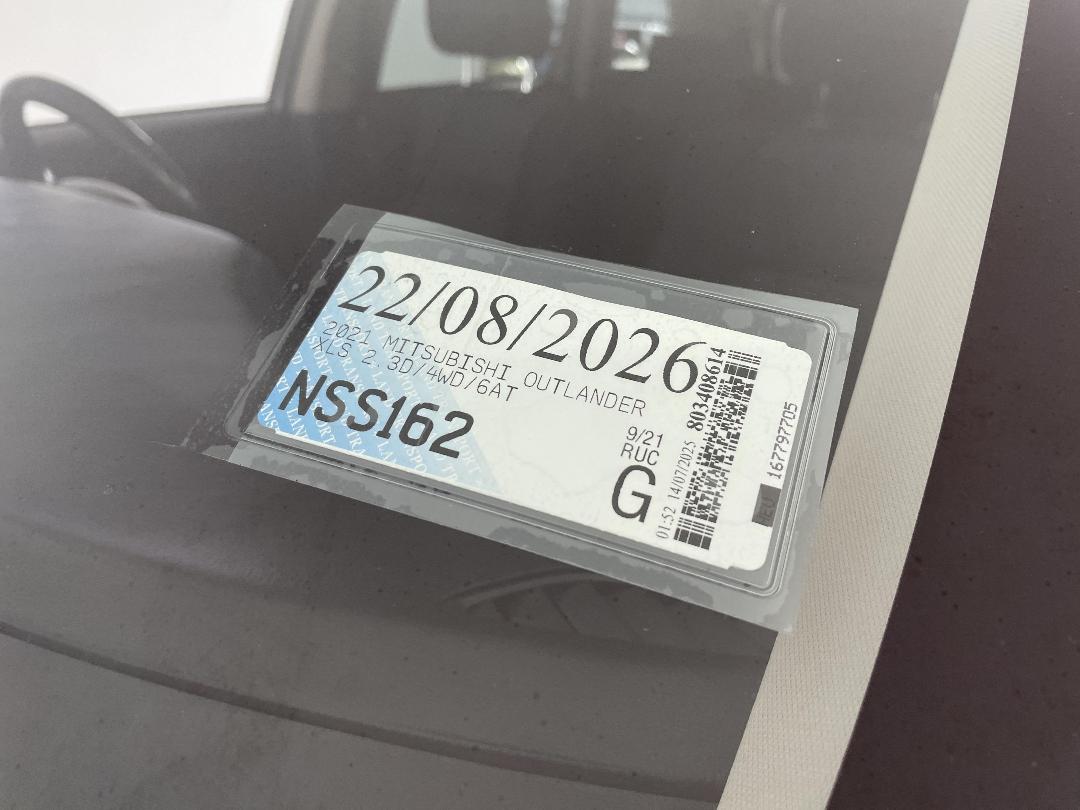 22/08/2026
2021 MITSUBISHI OUTLANDER
XLS 2.3D/4WD/6AT
NSS162
9/21
RUC
G
01:52 14/07/2025 803408614
167797705